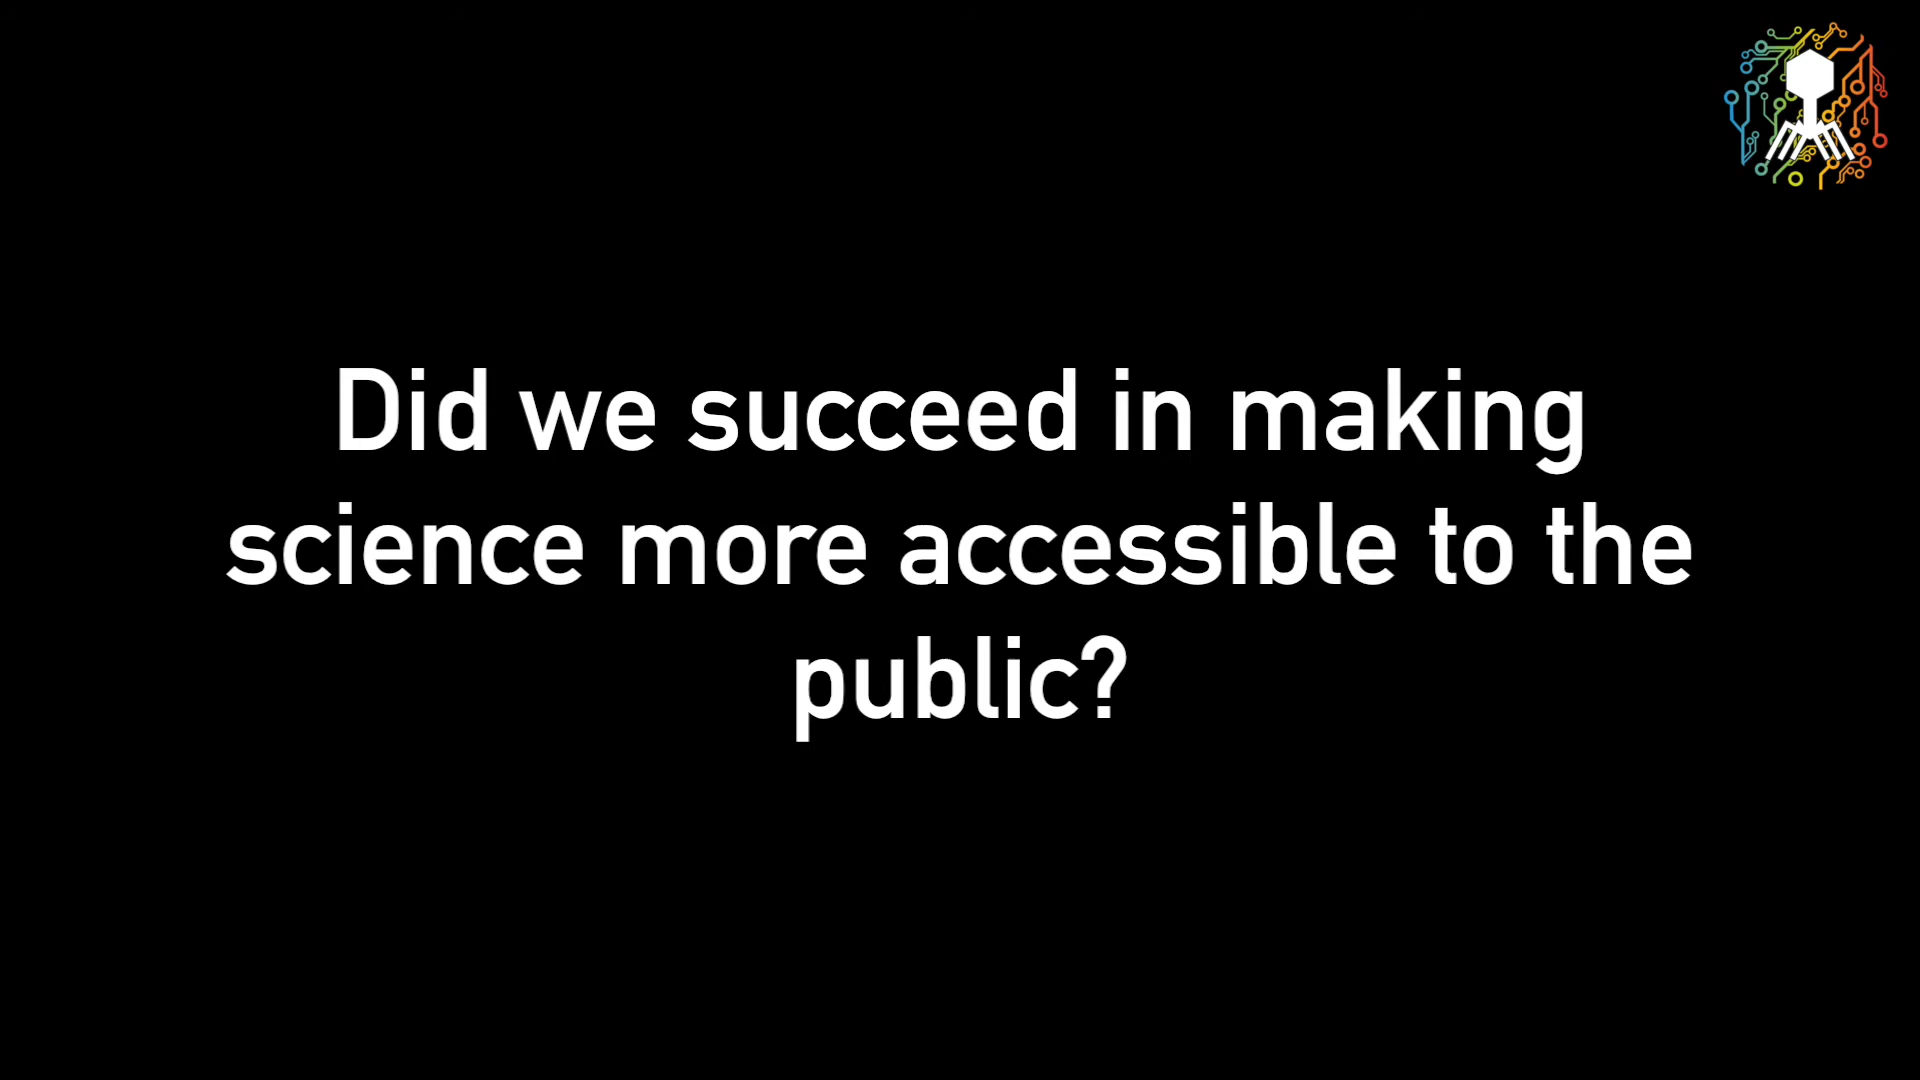 Did we succeed in making
science more accessible to the
public?